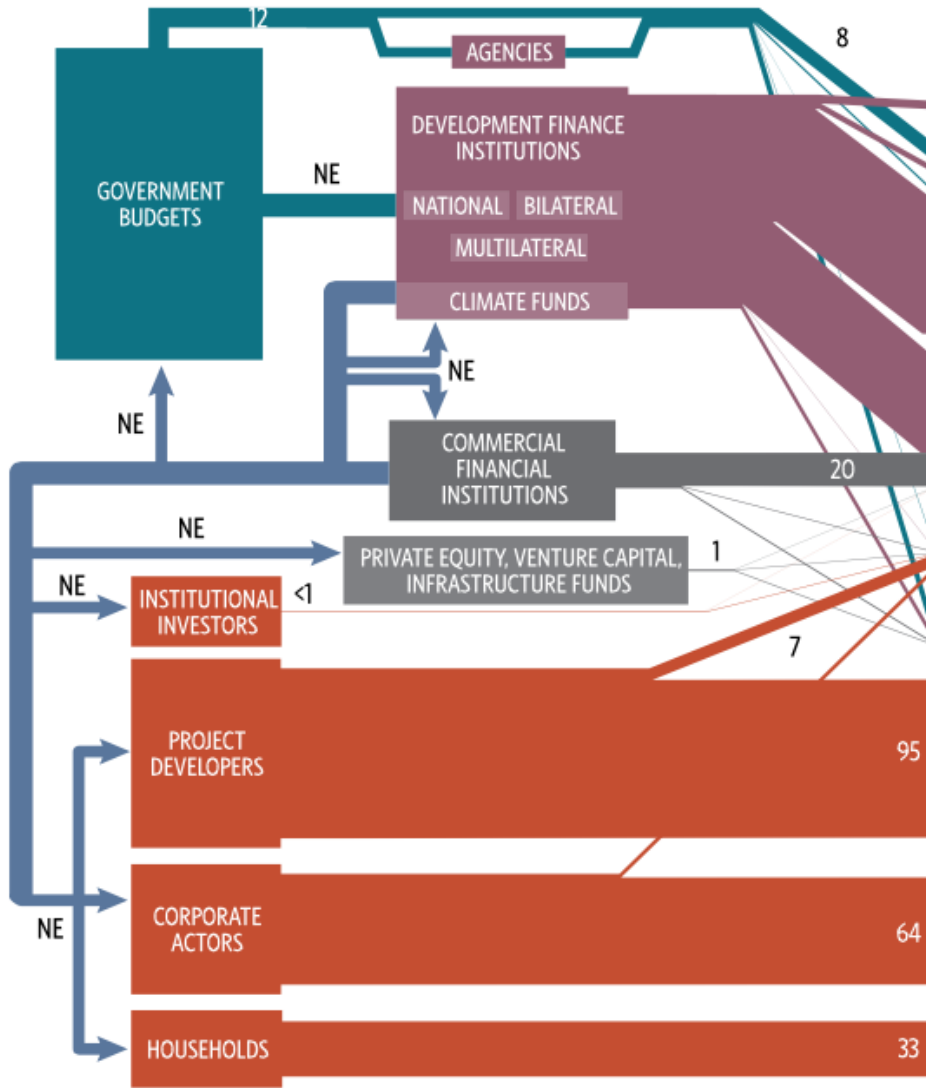 12
8
AGENCIES
DEVELOPMENT FINANCE
INSTITUTIONS
NE
GOVERNMENT
BUDGETS
NATIONAL BILATERAL
MULTILATERAL
CLIMATE FUNDS
NE
NE
COMMERCIAL
FINANCIAL
INSTITUTIONS
20
NE
PRIVATE EQUITY, VENTURE CAPITAL,
INFRASTRUCTURE FUNDS
1
NE
INSTITUTIONAL
INVESTORS
<1
7
PROJECT
DEVELOPERS
95
NE
CORPORATE
ACTORS
64
HOUSEHOLDS
33